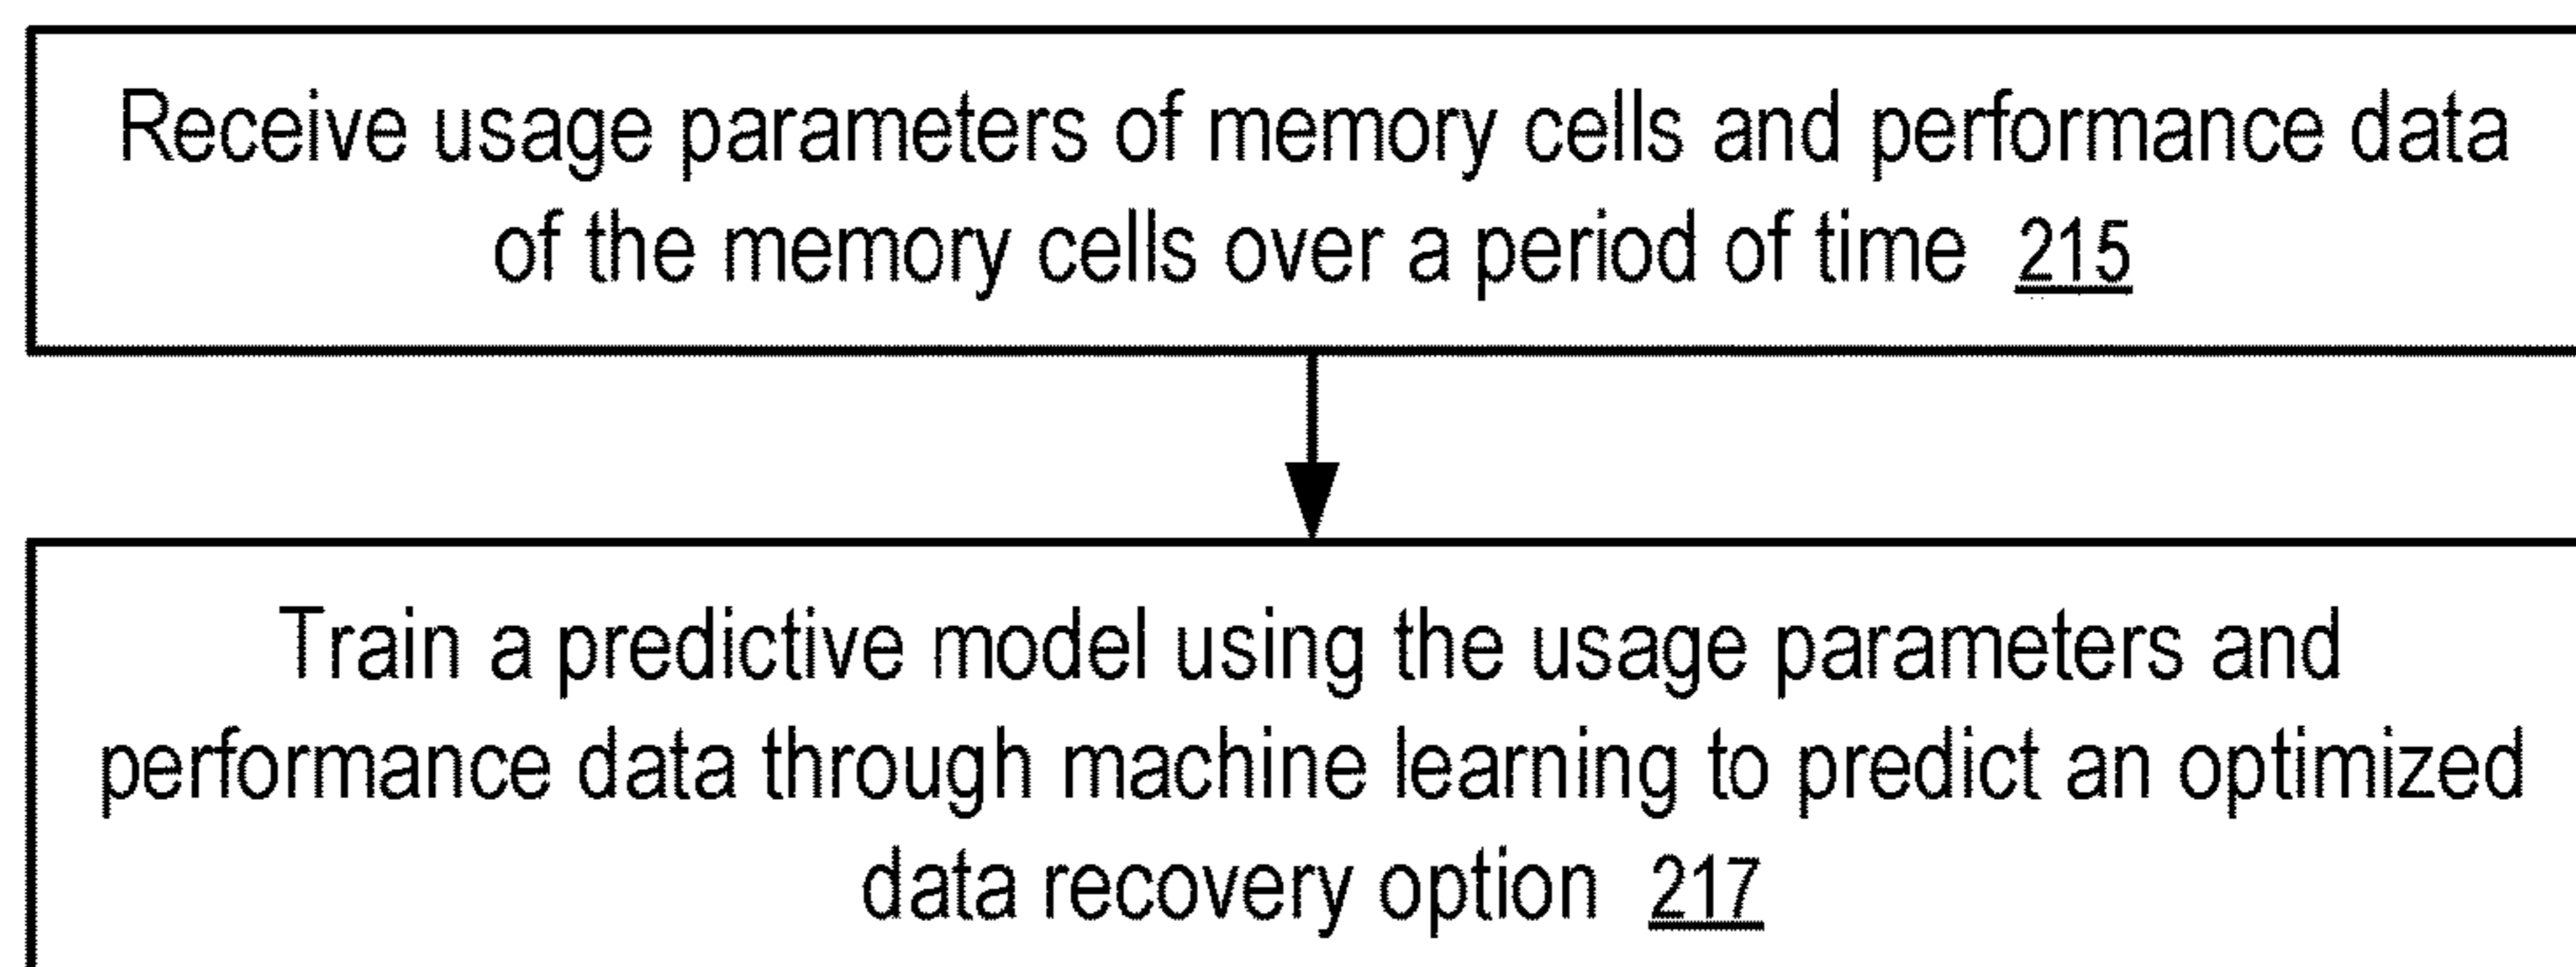 Receive usage parameters of memory cells and performance data
of the memory cells over a period of time 215
Train a predictive model using the usage parameters and
performance data through machine learning to predict an optimized
data recovery option 217